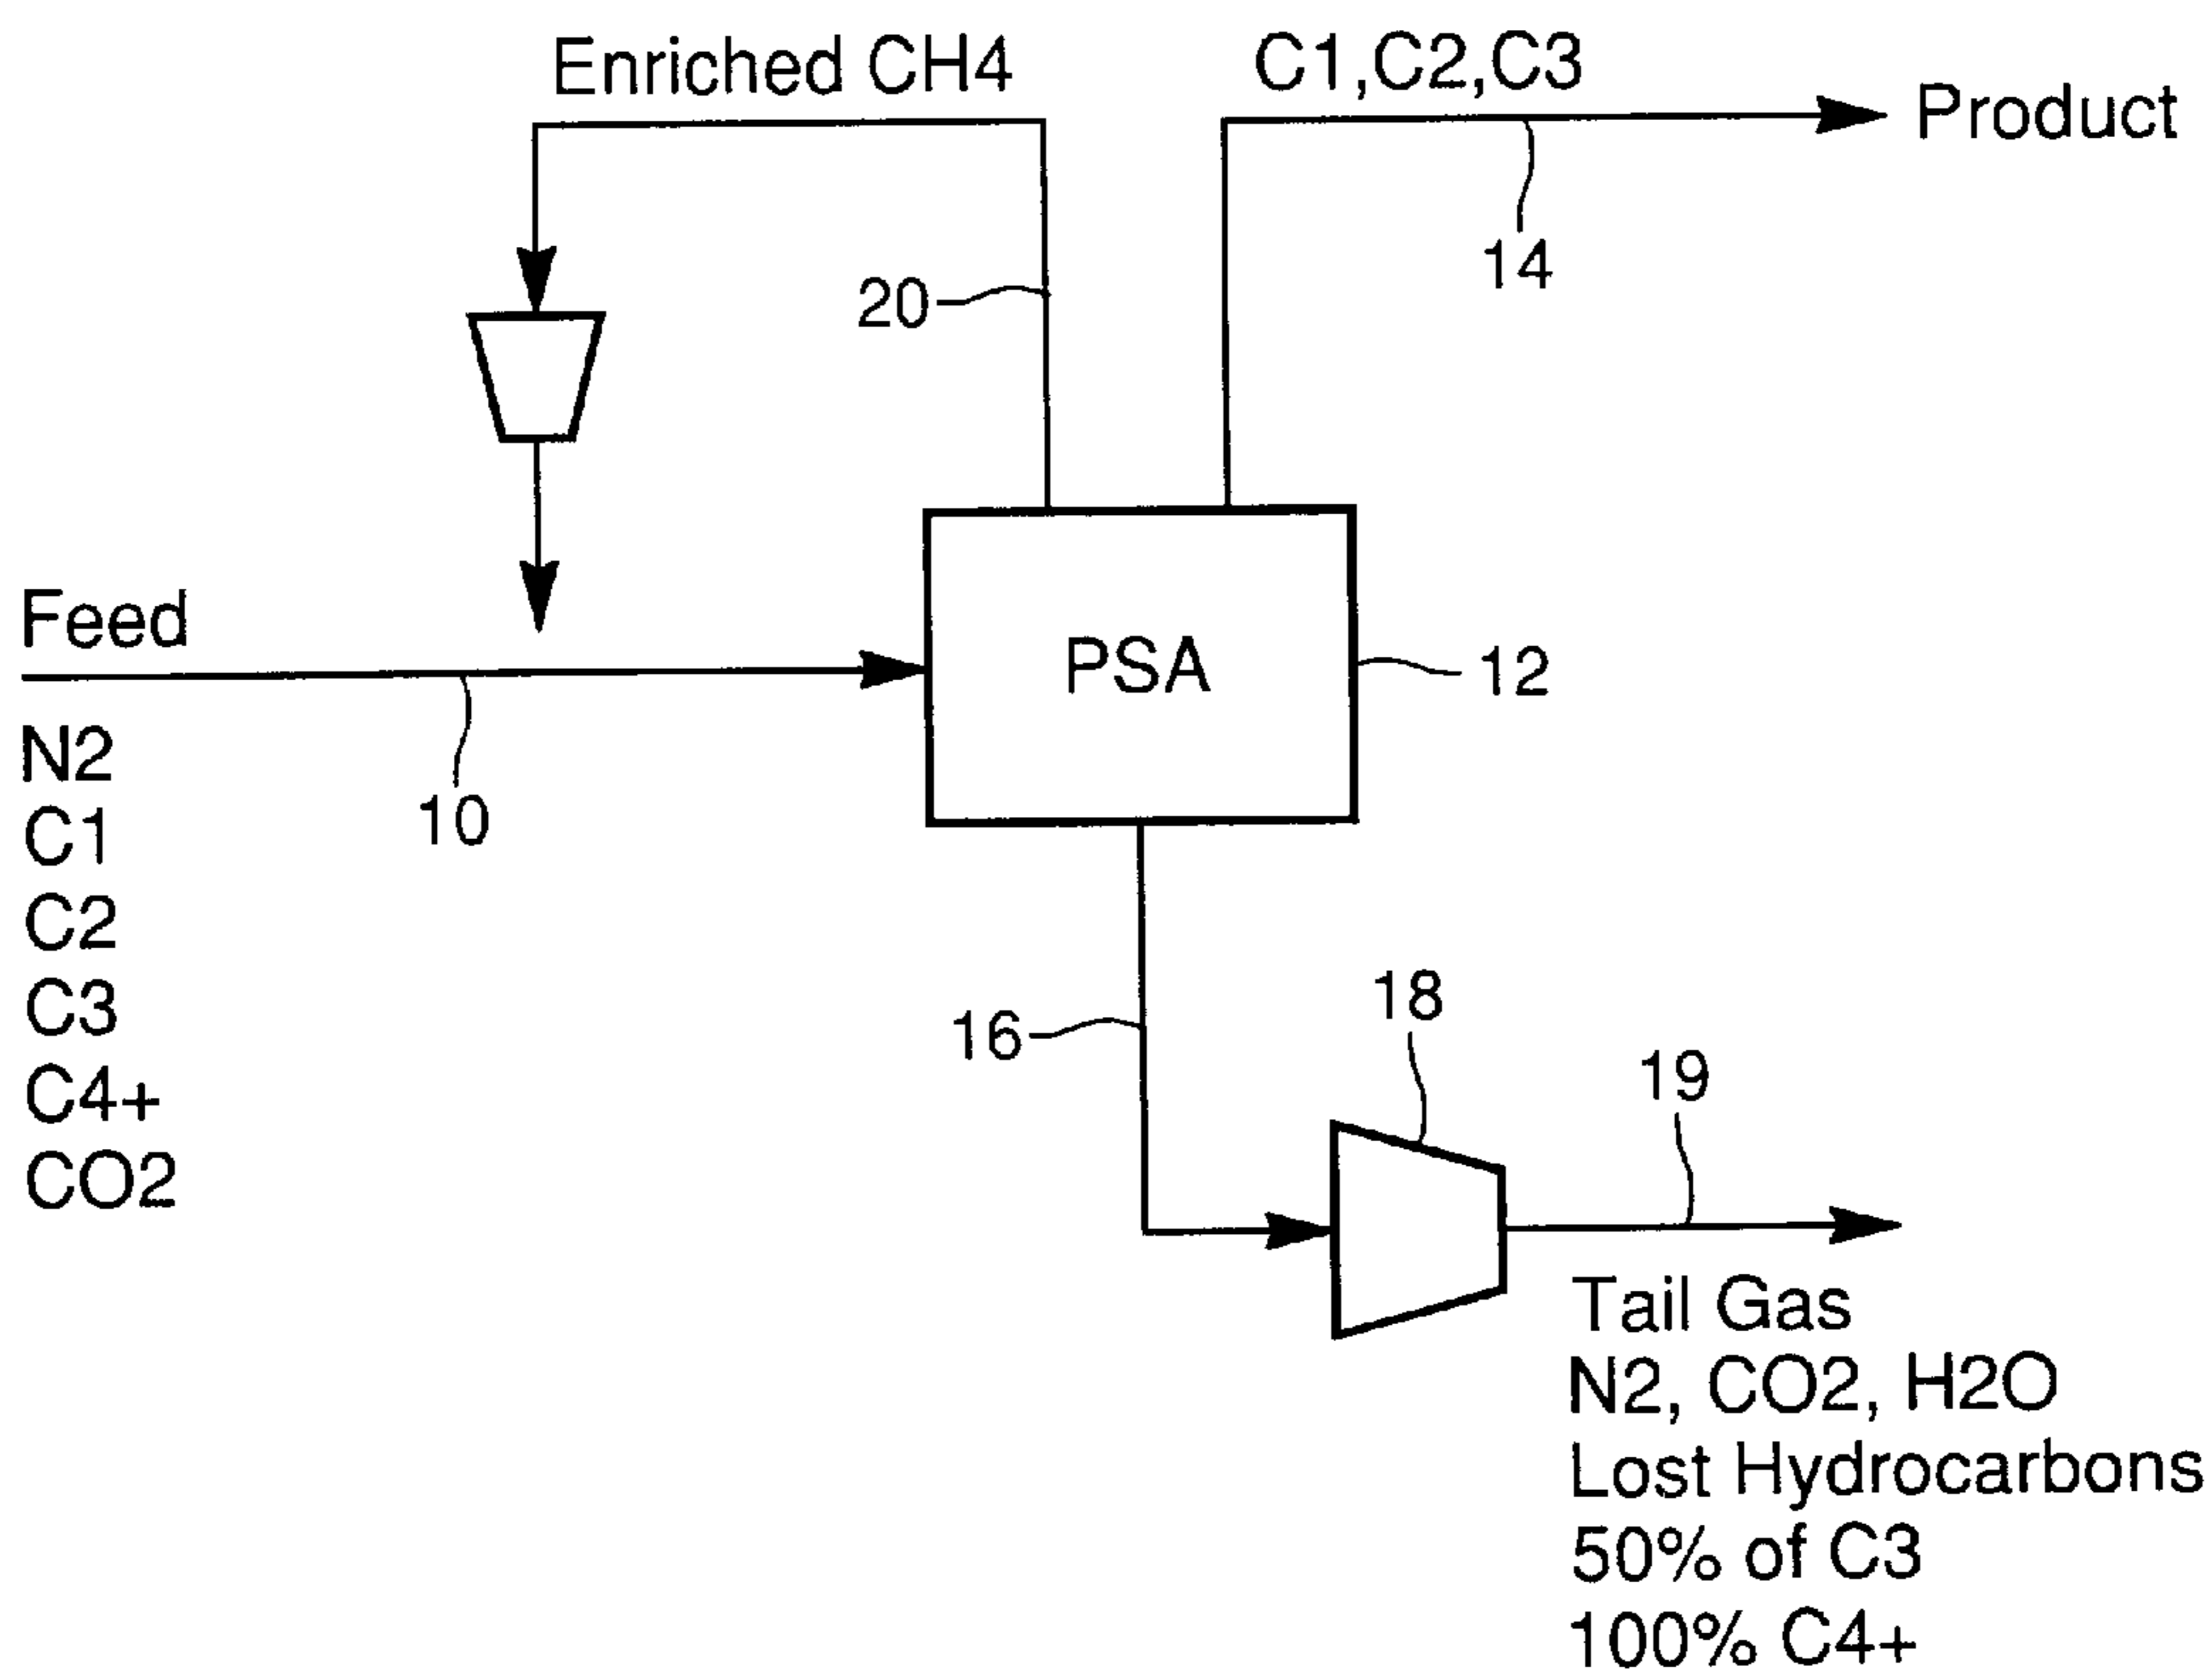 Enriched CH4
C1,C2,C3
Product
14
20
Feed
PSA
12
N2
C1
C2
C3
C4+
CO2
10
16
18
19
Tail Gas
N2, CO2, H2O
Lost Hydrocarbons
50% of C3
100% C4+